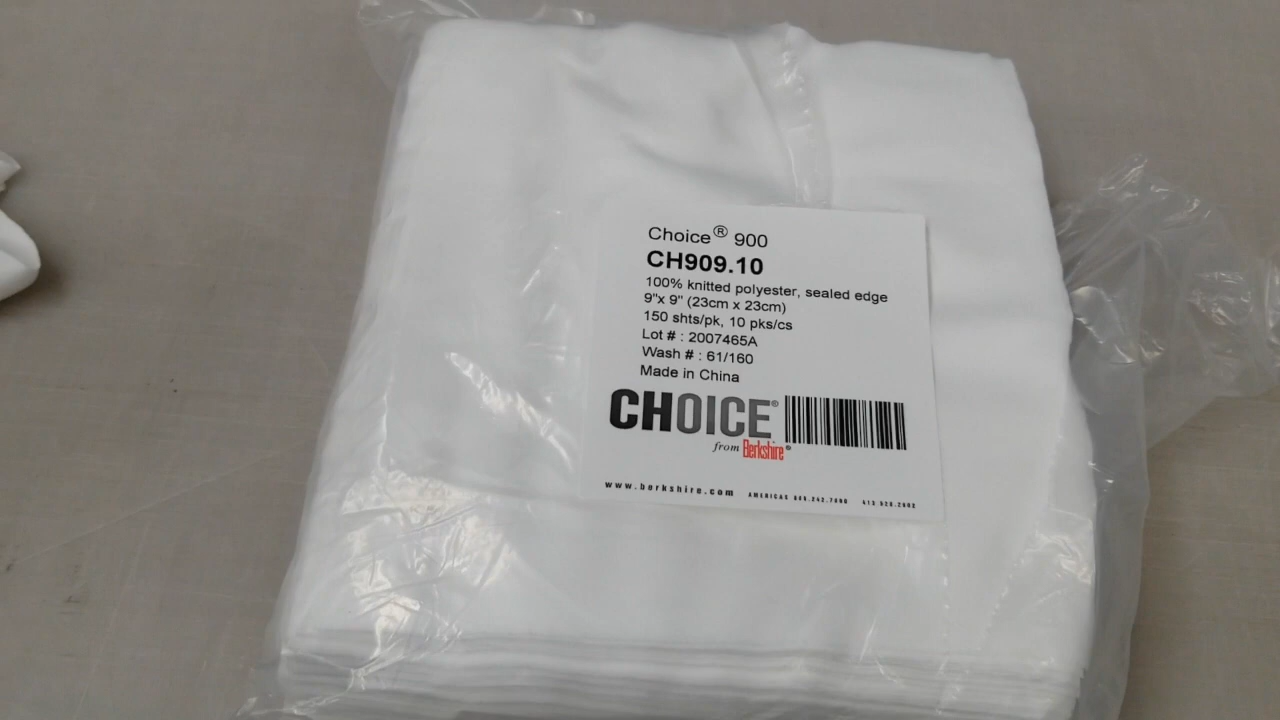 Choice® 900
CH909.10
100% knitted polyester, sealed edge
9"x 9" (23cm x 23cm)
150 shts/pk, 10 pks/cs
Lot # : 2007465A
Wash # : 61/160
Made in China
CHOICE®
from Berkshire®
www.berkshire.com AMERICAS